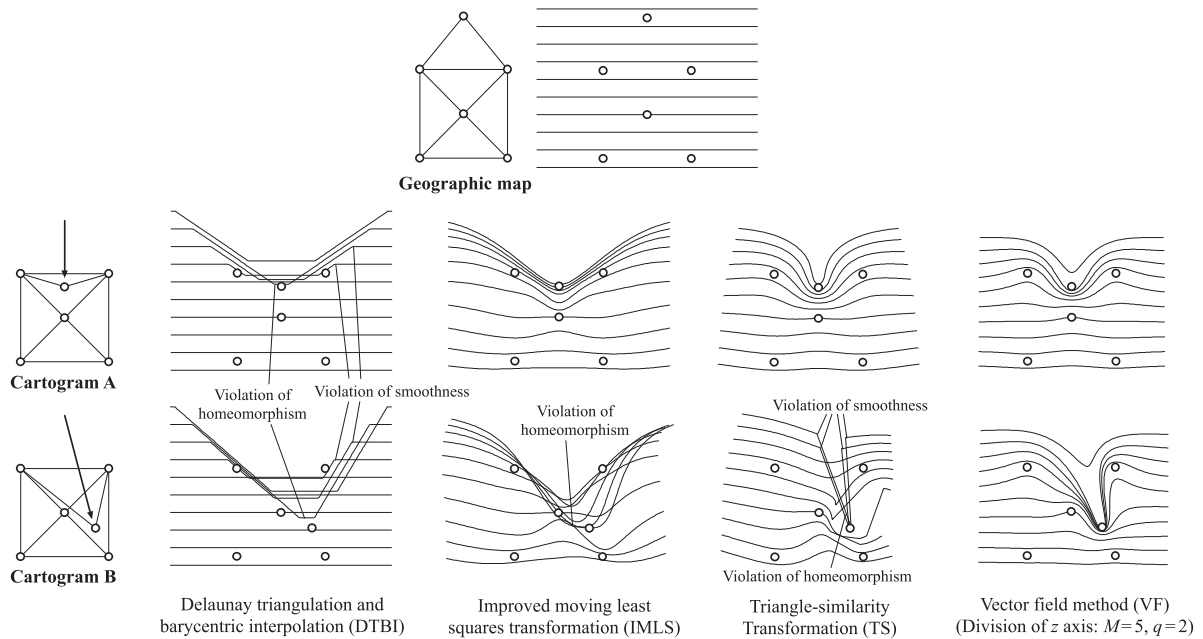 Geographic map
Cartogram A
Violation of
homeomorphism
Violation of smoothness
Violation of
homeomorphism
Violation of smoothness
Cartogram B
Violation of homeomorphism
Delaunay triangulation and
barycentric interpolation (DTBI)
Improved moving least
squares transformation (IMLS)
Triangle-similarity
Transformation (TS)
Vector field method (VF)
(Division of z axis: M=5, q=2)